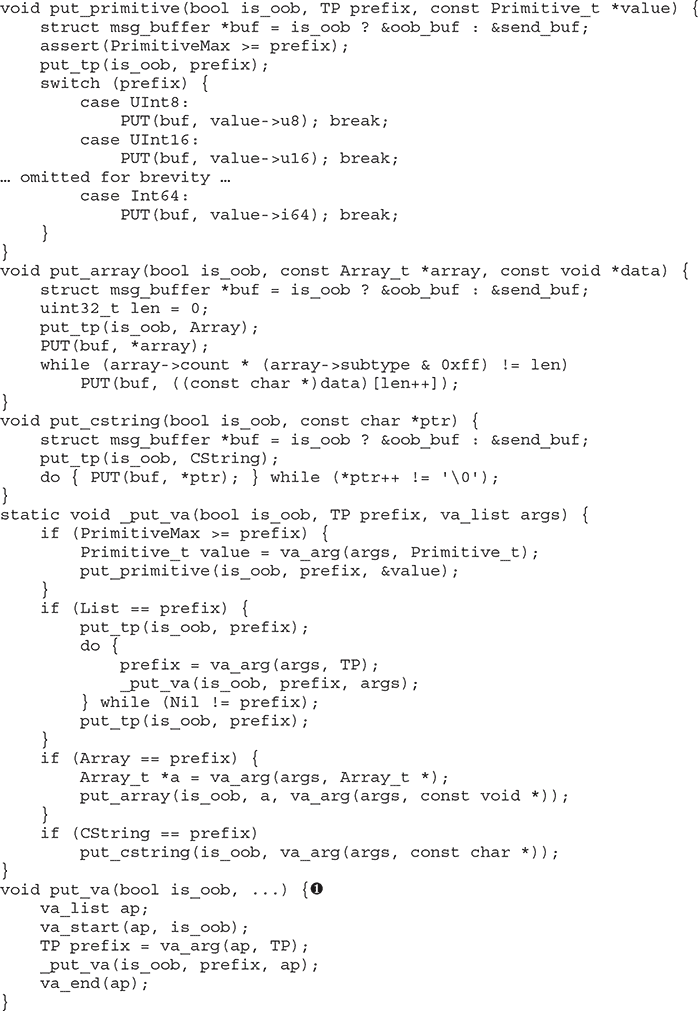 void put_primitive(bool is_oob, TP prefix, const Primitive_t *value) {
    struct msg_buffer *buf = is_oob ? &oob_buf : &send_buf;
    assert(PrimitiveMax >= prefix);
    put_tp(is_oob, prefix);
    switch (prefix) {
        case UInt8:
            PUT(buf, value->u8); break;
        case UInt16:
            PUT(buf, value->u16); break;
… omitted for brevity …
        case Int64:
            PUT(buf, value->i64); break;
    }
}
void put_array(bool is_oob, const Array_t *array, const void *data) {
    struct msg_buffer *buf = is_oob ? &oob_buf : &send_buf;
    uint32_t len = 0;
    put_tp(is_oob, Array);
    PUT(buf, *array);
    while (array->count * (array->subtype & 0xff) != len)
        PUT(buf, ((const char *)data)[len++]);
}
void put_cstring(bool is_oob, const char *ptr) {
    struct msg_buffer *buf = is_oob ? &oob_buf : &send_buf;
    put_tp(is_oob, CString);
    do { PUT(buf, *ptr); } while (*ptr++ != '\0');
}
static void _put_va(bool is_oob, TP prefix, va_list args) {
    if (PrimitiveMax >= prefix) {
        Primitive_t value = va_arg(args, Primitive_t);
        put_primitive(is_oob, prefix, &value);
    }
    if (List == prefix) {
        put_tp(is_oob, prefix);
        do {
            prefix = va_arg(args, TP);
            _put_va(is_oob, prefix, args);
        } while (Nil != prefix);
        put_tp(is_oob, prefix);
    }
    if (Array == prefix) {
        Array_t *a = va_arg(args, Array_t *);
        put_array(is_oob, a, va_arg(args, const void *));
    }
    if (CString == prefix)
        put_cstring(is_oob, va_arg(args, const char *));
}
void put_va(bool is_oob, ...) {❶
    va_list ap;
    va_start(ap, is_oob);
    TP prefix = va_arg(ap, TP);
    _put_va(is_oob, prefix, ap);
    va_end(ap);
}